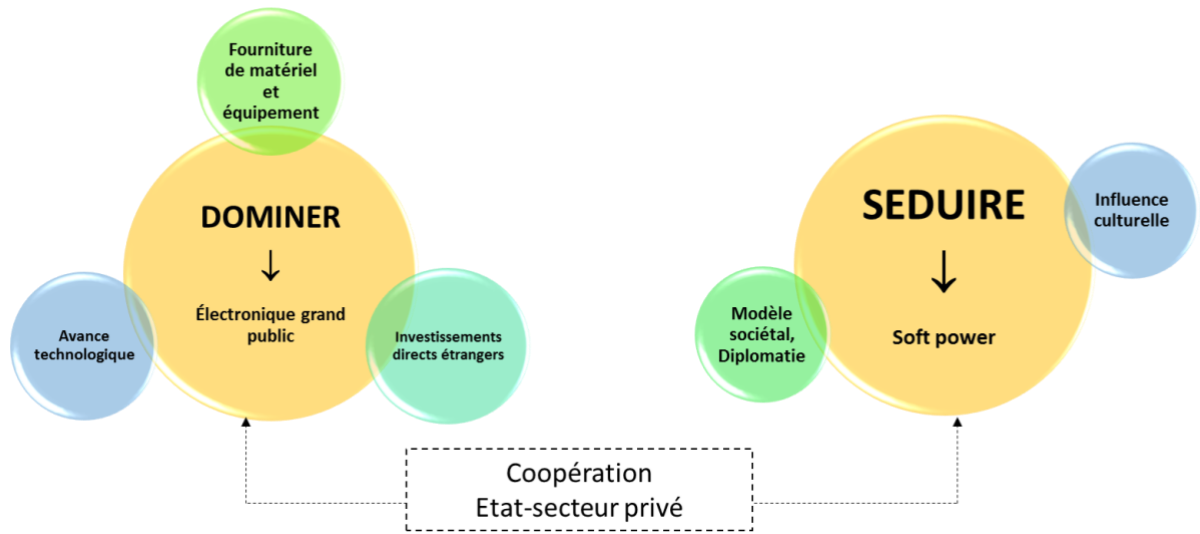 Fourniture
de matériel
et
équipement
DOMINER
↓
Électronique grand
public
Avance
technologique
Investissements
directs étrangers
SEDUIRE
↓
Soft power
Influence
culturelle
Modèle
sociétal,
Diplomatie
Coopération
Etat-secteur privé